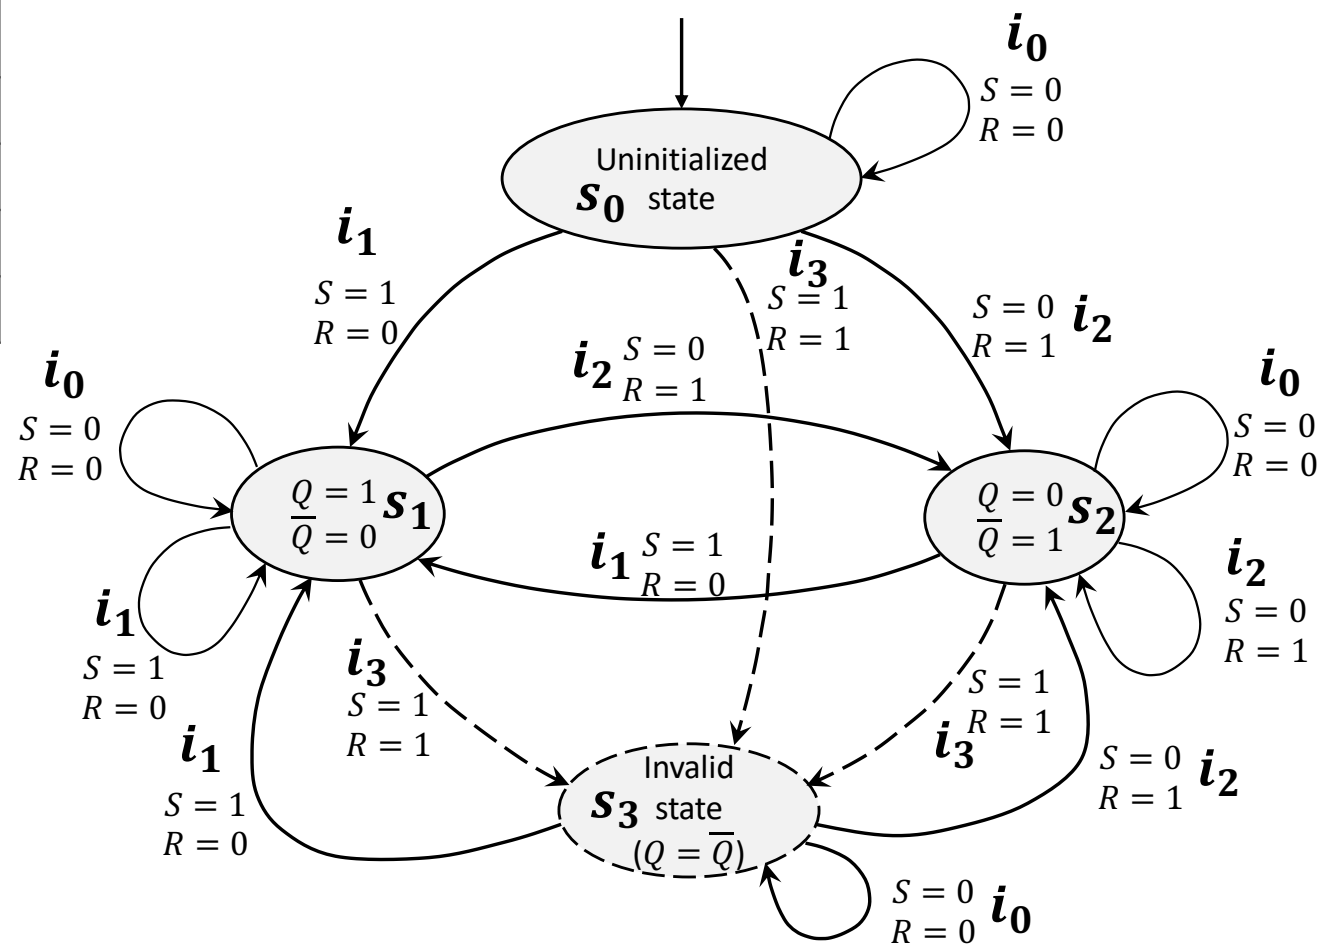 i₀
S = 0
R = 0
Uninitialized
s₀ state
i₁
S = 1
R = 0
i₃
S = 1
R = 1
S = 0 i₂
R = 1
i₂ S = 0
R = 1
i₀
S = 0
R = 0
i₀
S = 0
R = 0
Q = 1 s₁
Q̅ = 0
Q = 0 s₂
Q̅ = 1
i₁ S = 1
R = 0
i₁
S = 1
R = 0
i₂
S = 0
R = 1
i₃
S = 1
R = 1
S = 1
R = 1
i₃
i₁
S = 1
R = 0
S = 0 i₂
R = 1
Invalid
s₃ state
(Q = Q̅)
S = 0 i₀
R = 0